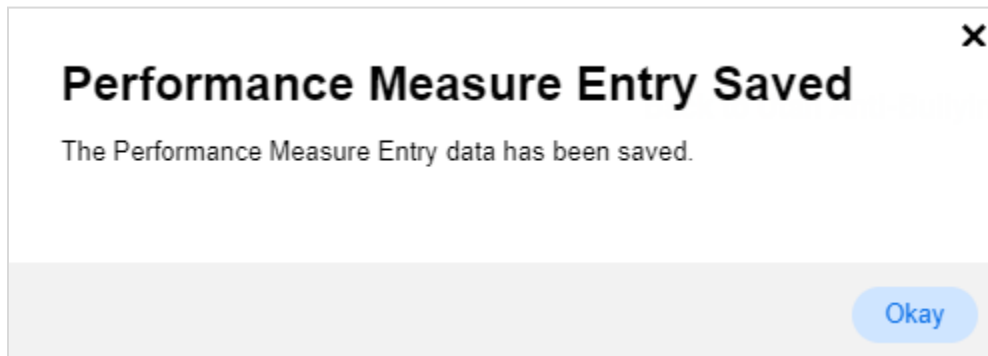 Performance Measure Entry Saved
The Performance Measure Entry data has been saved.
Okay